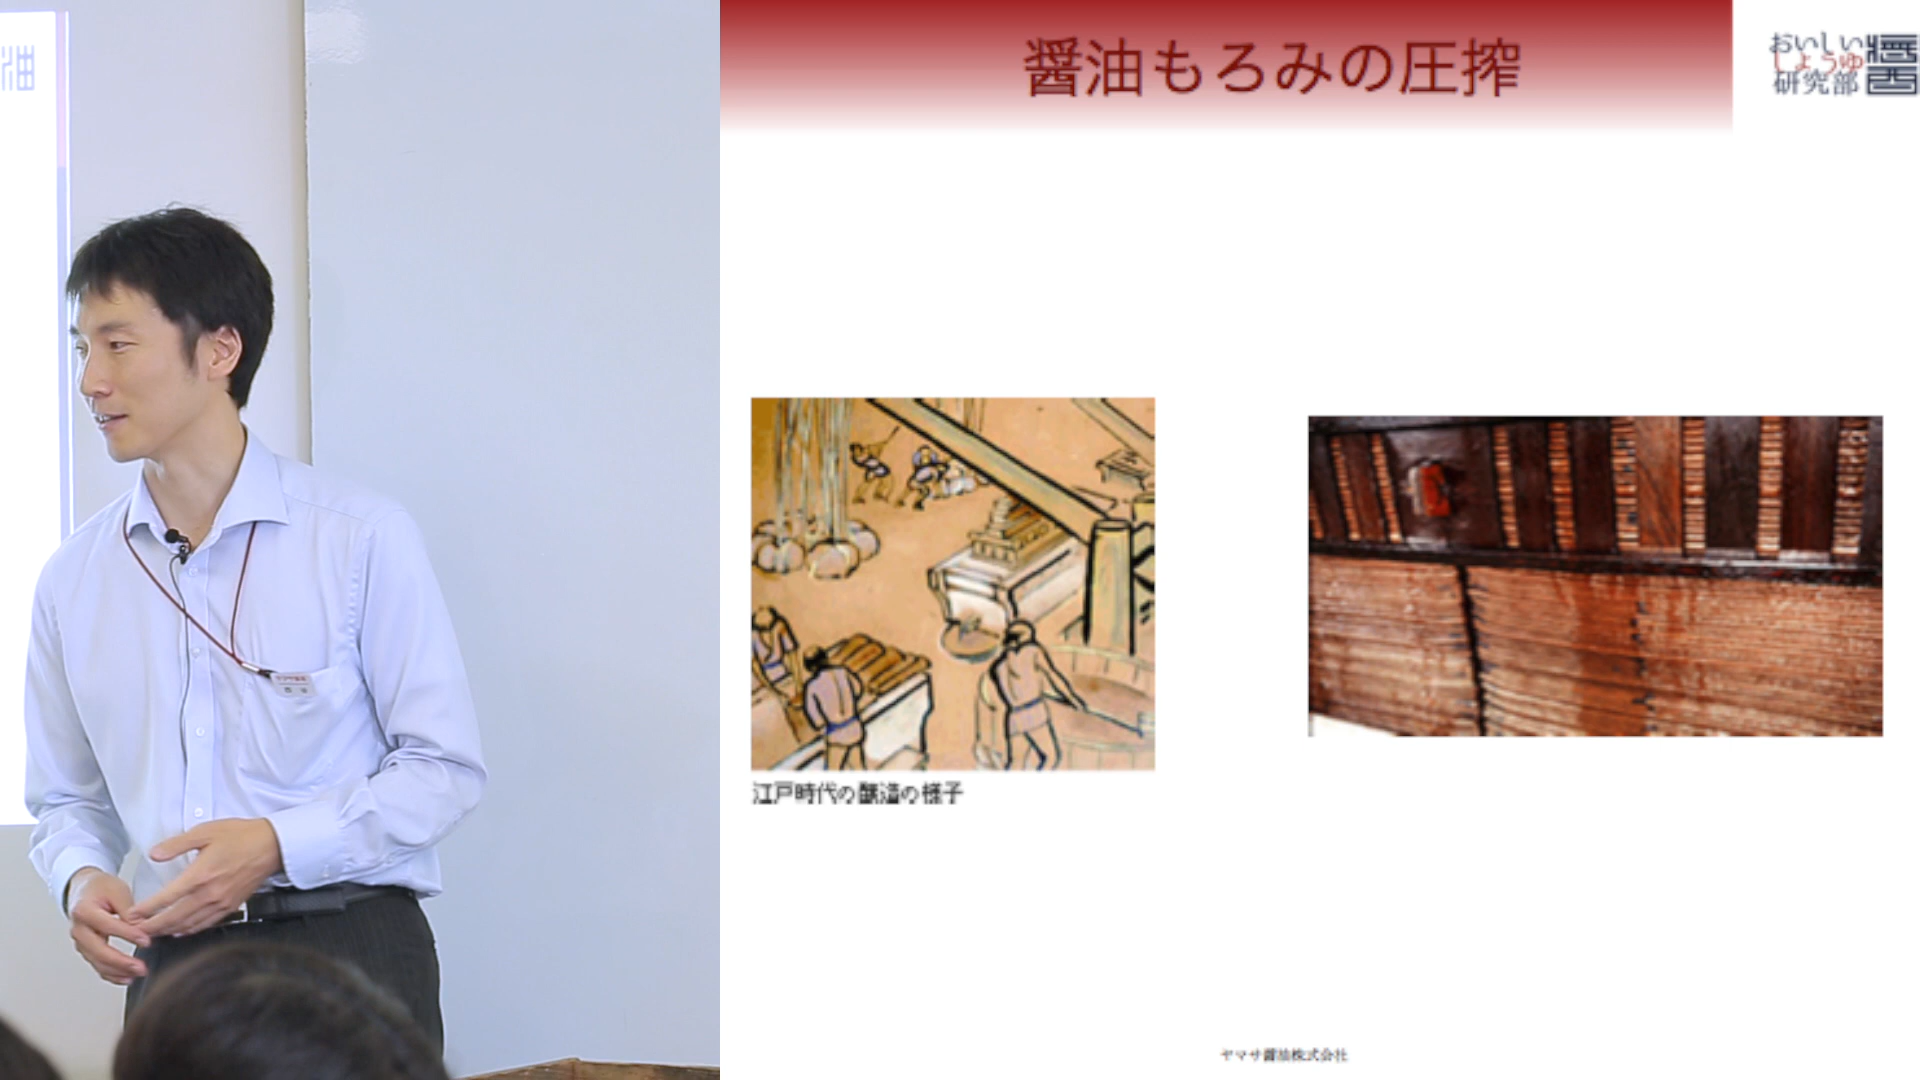 油
醤油もろみの圧搾
おいしい
しょうゆ
研究部
醤
江戸時代の醸造の様子
ヤマサ醤油株式会社